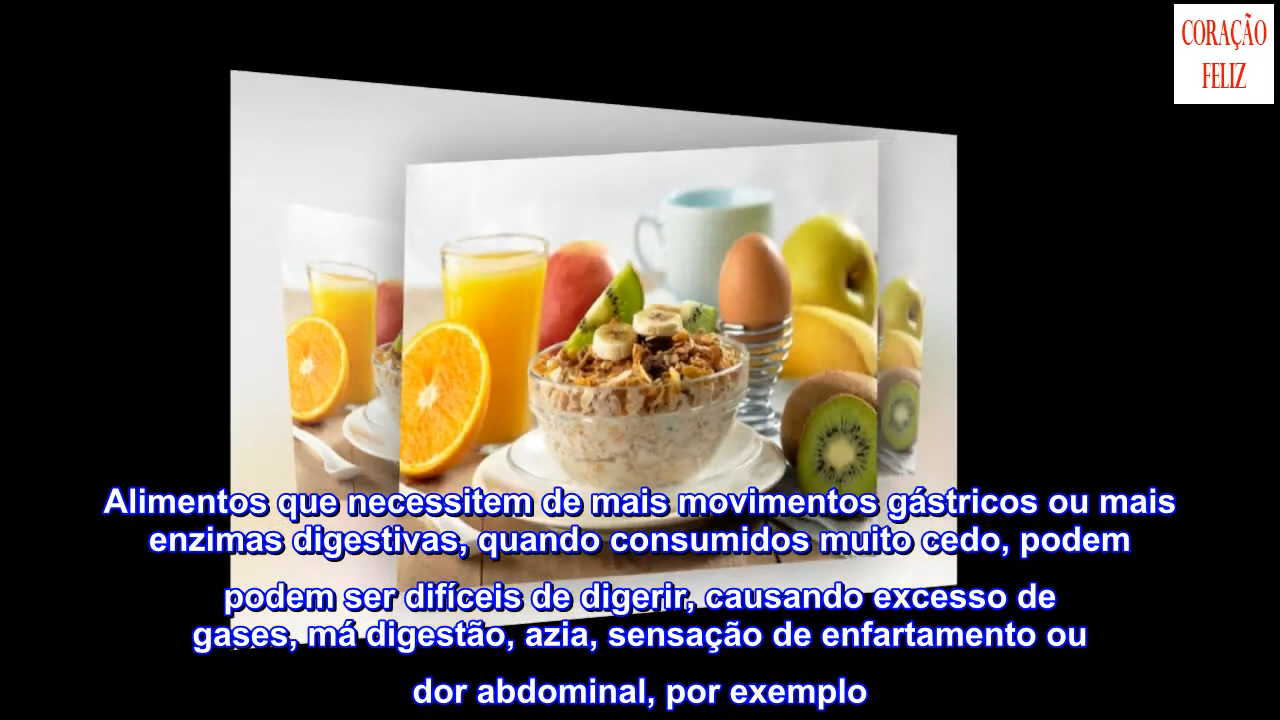 CORAÇÃO
FELIZ
Alimentos que necessitem de mais movimentos gástricos ou mais
enzimas digestivas, quando consumidos muito cedo, podem
podem ser difíceis de digerir, causando excesso de
gases, má digestão, azia, sensação de enfartamento ou
dor abdominal, por exemplo